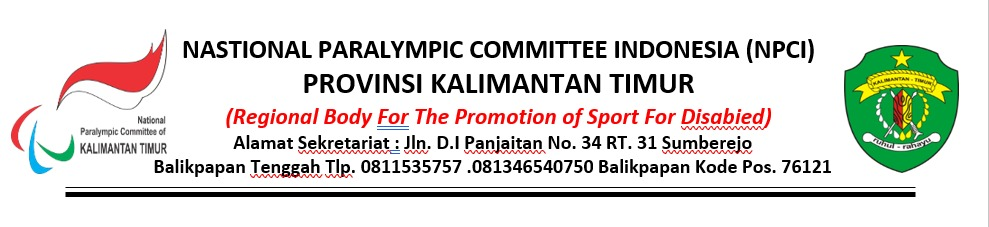 NASTIONAL PARALYMPIC COMMITTEE INDONESIA (NPCI)
PROVINSI KALIMANTAN TIMUR
(Regional Body For The Promotion of Sport For Disabied)
Alamat Sekretariat : Jln. D.I Panjaitan No. 34 RT. 31 Sumberejo
Balikpapan Tenggah Tlp. 0811535757 .081346540750 Balikpapan Kode Pos. 76121
National
Paralympic Committee of
KALIMANTAN TIMUR
KALIMANTAN - TIMUR
ruhui - rahayu